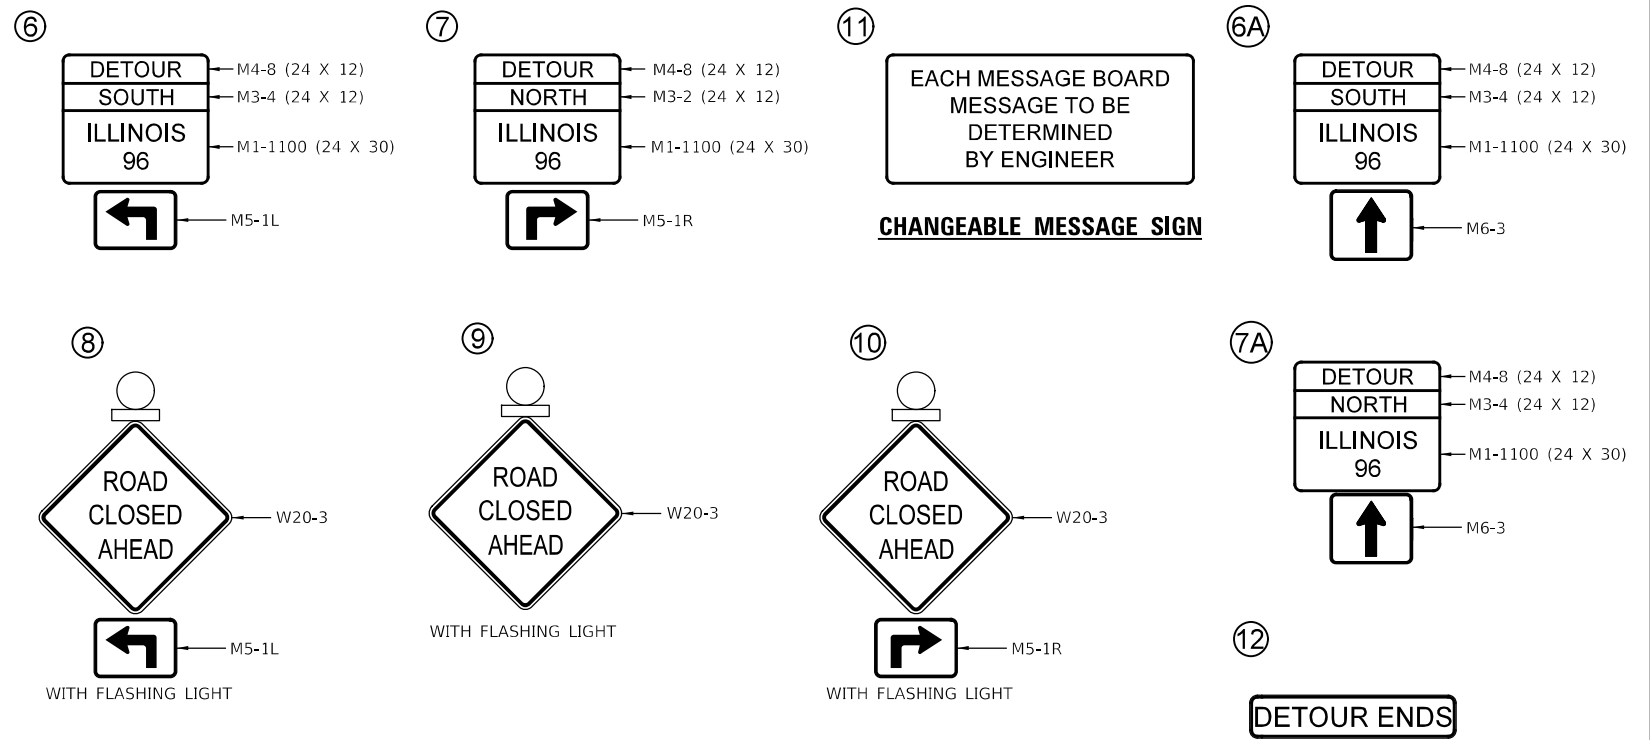 6
DETOUR M4-8 (24 X 12)
SOUTH M3-4 (24 X 12)
ILLINOIS
96
M1-1100 (24 X 30)
M5-1L
7
DETOUR M4-8 (24 X 12)
NORTH M3-2 (24 X 12)
ILLINOIS
96
M1-1100 (24 X 30)
M5-1R
11
EACH MESSAGE BOARD
MESSAGE TO BE
DETERMINED
BY ENGINEER
CHANGEABLE MESSAGE SIGN
6A
DETOUR M4-8 (24 X 12)
SOUTH M3-4 (24 X 12)
ILLINOIS
96
M1-1100 (24 X 30)
M6-3
8
ROAD
CLOSED
AHEAD
W20-3
M5-1L
WITH FLASHING LIGHT
9
ROAD
CLOSED
AHEAD
W20-3
WITH FLASHING LIGHT
10
ROAD
CLOSED
AHEAD
W20-3
M5-1R
WITH FLASHING LIGHT
7A
DETOUR M4-8 (24 X 12)
NORTH M3-4 (24 X 12)
ILLINOIS
96
M1-1100 (24 X 30)
M6-3
12
DETOUR ENDS